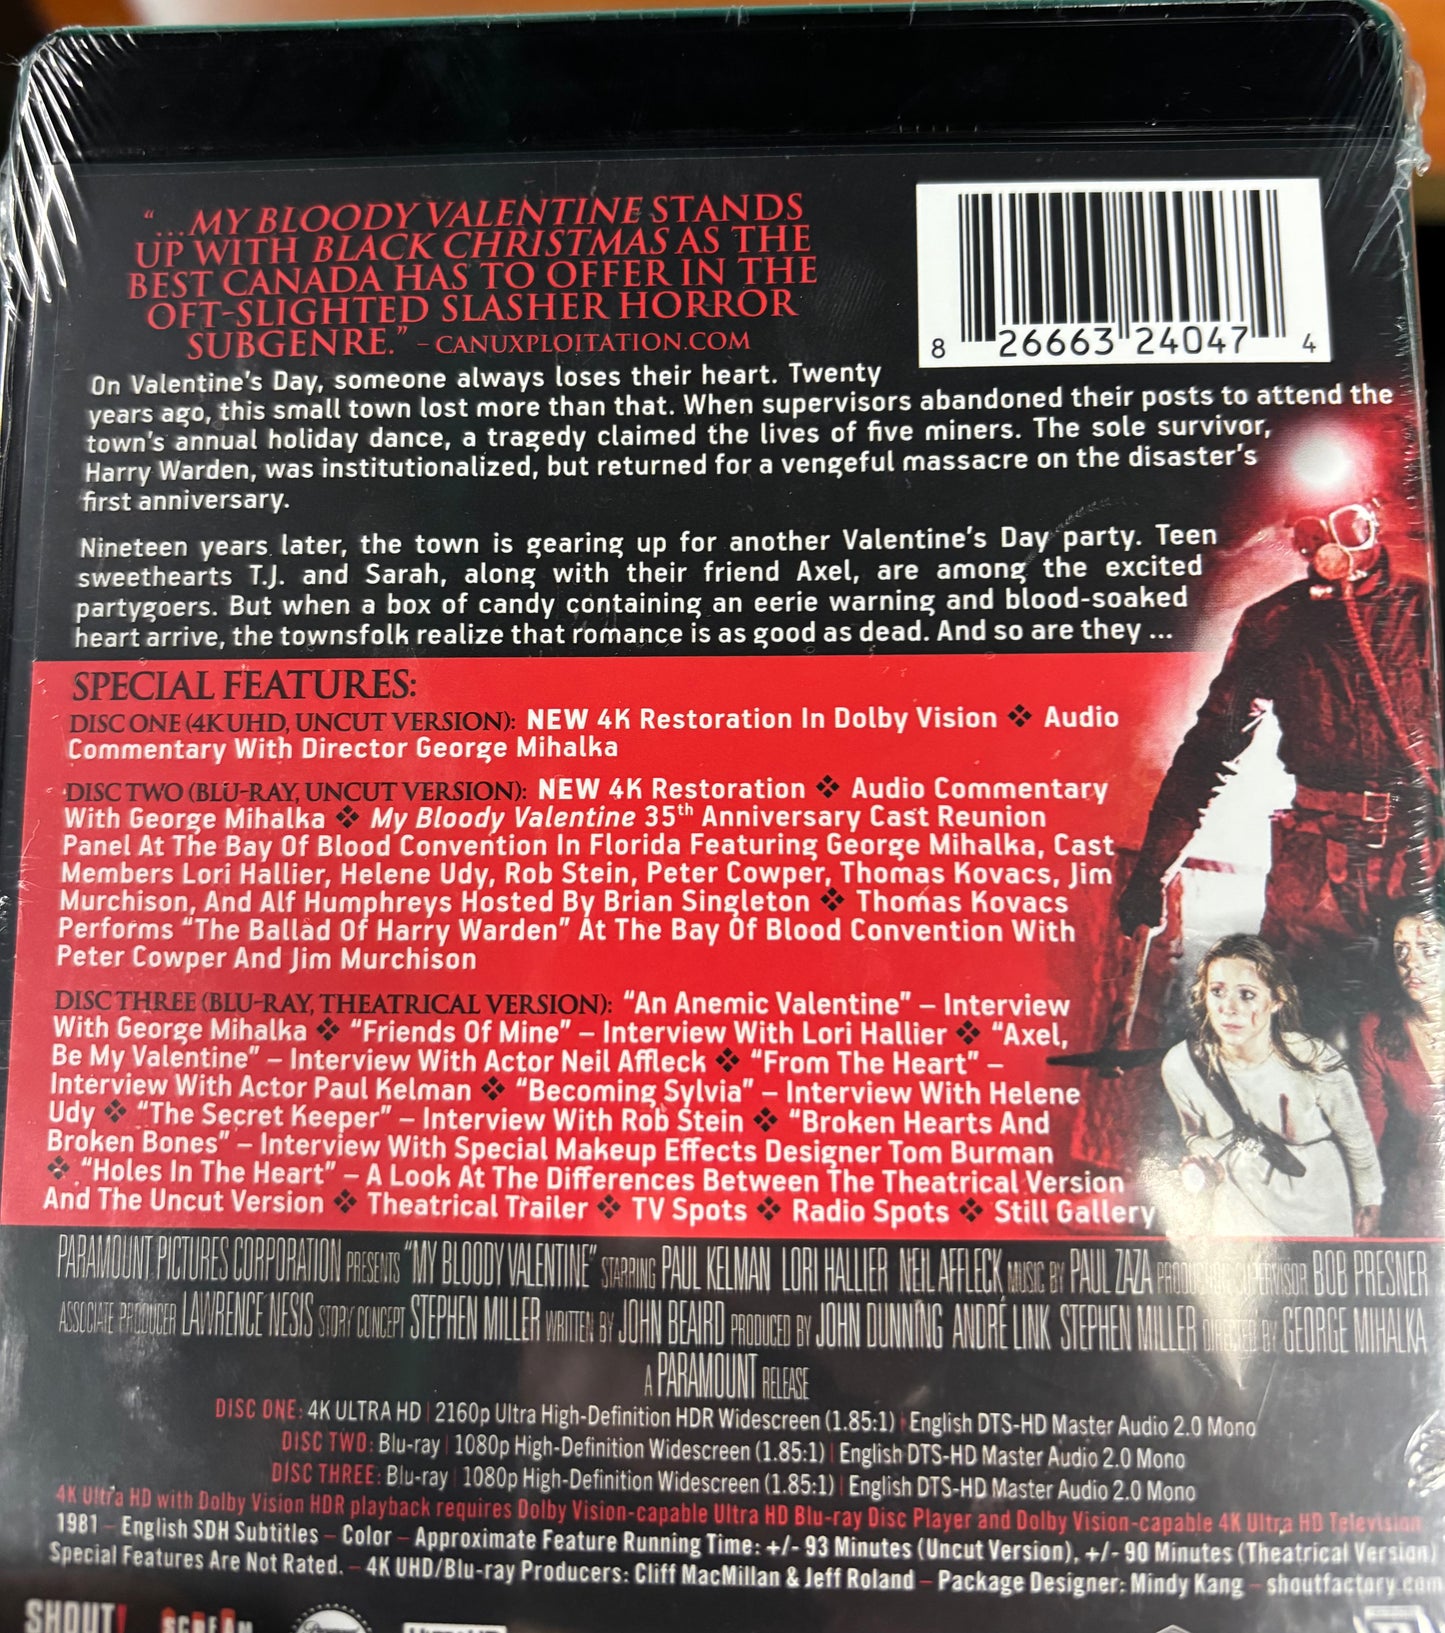 “...MY BLOODY VALENTINE STANDS
UP WITH BLACK CHRISTMAS AS THE
BEST CANADA HAS TO OFFER IN THE
OFT-SLIGHTED SLASHER HORROR
SUBGENRE.” – CANUXPLOITATION.COM
8 26663 24047 4
On Valentine’s Day, someone always loses their heart. Twenty
years ago, this small town lost more than that. When supervisors abandoned their posts to attend the
town’s annual holiday dance, a tragedy claimed the lives of five miners. The sole survivor,
Harry Warden, was institutionalized, but returned for a vengeful massacre on the disaster’s
first anniversary.
Nineteen years later, the town is gearing up for another Valentine’s Day party. Teen
sweethearts T.J. and Sarah, along with their friend Axel, are among the excited
partygoers. But when a box of candy containing an eerie warning and blood-soaked
heart arrive, the townsfolk realize that romance is as good as dead. And so are they ...
SPECIAL FEATURES:
DISC ONE (4K UHD, UNCUT VERSION): NEW 4K Restoration In Dolby Vision ❖ Audio
Commentary With Director George Mihalka
DISC TWO (BLU-RAY, UNCUT VERSION): NEW 4K Restoration ❖ Audio Commentary
With George Mihalka ❖ My Bloody Valentine 35th Anniversary Cast Reunion
Panel At The Bay Of Blood Convention In Florida Featuring George Mihalka, Cast
Members Lori Hallier, Helene Udy, Rob Stein, Peter Cowper, Thomas Kovacs, Jim
Murchison, And Alf Humphreys Hosted By Brian Singleton ❖ Thomas Kovacs
Performs “The Ballad Of Harry Warden” At The Bay Of Blood Convention With
Peter Cowper And Jim Murchison
DISC THREE (BLU-RAY, THEATRICAL VERSION): “An Anemic Valentine” – Interview
With George Mihalka ❖ “Friends Of Mine” – Interview With Lori Hallier ❖ “Axel,
Be My Valentine” – Interview With Actor Neil Affleck ❖ “From The Heart” –
Interview With Actor Paul Kelman ❖ “Becoming Sylvia” – Interview With Helene
Udy ❖ “The Secret Keeper” – Interview With Rob Stein ❖ “Broken Hearts And
Broken Bones” – Interview With Special Makeup Effects Designer Tom Burman
❖ “Holes In The Heart” – A Look At The Differences Between The Theatrical Version
And The Uncut Version ❖ Theatrical Trailer ❖ TV Spots ❖ Radio Spots ❖ Still Gallery
PARAMOUNT PICTURES CORPORATION PRESENTS “MY BLOODY VALENTINE” STARRING PAUL KELMAN LORI HALLIER NEIL AFFLECK MUSIC BY PAUL ZAZA PRODUCTION SUPERVISOR BOB PRESNER
ASSOCIATE PRODUCER LAWRENCE NESIS STORY CONCEPT STEPHEN MILLER WRITTEN BY JOHN BEAIRD PRODUCED BY JOHN DUNNING ANDRÉ LINK STEPHEN MILLER DIRECTED BY GEORGE MIHALKA
A PARAMOUNT RELEASE
DISC ONE: 4K ULTRA HD | 2160p Ultra High-Definition HDR Widescreen (1.85:1) | English DTS-HD Master Audio 2.0 Mono
DISC TWO: Blu-ray | 1080p High-Definition Widescreen (1.85:1) | English DTS-HD Master Audio 2.0 Mono
DISC THREE: Blu-ray | 1080p High-Definition Widescreen (1.85:1) | English DTS-HD Master Audio 2.0 Mono
4K Ultra HD with Dolby Vision HDR playback requires Dolby Vision-capable Ultra HD Blu-ray Disc Player and Dolby Vision-capable 4K Ultra HD Television
1981 – English SDH Subtitles – Color – Approximate Feature Running Time: +/- 93 Minutes (Uncut Version), +/- 90 Minutes (Theatrical Version)
Special Features Are Not Rated. – 4K UHD/Blu-ray Producers: Cliff MacMillan & Jeff Roland – Package Designer: Mindy Kang – shoutfactory.com
SHOUT! SCREAM